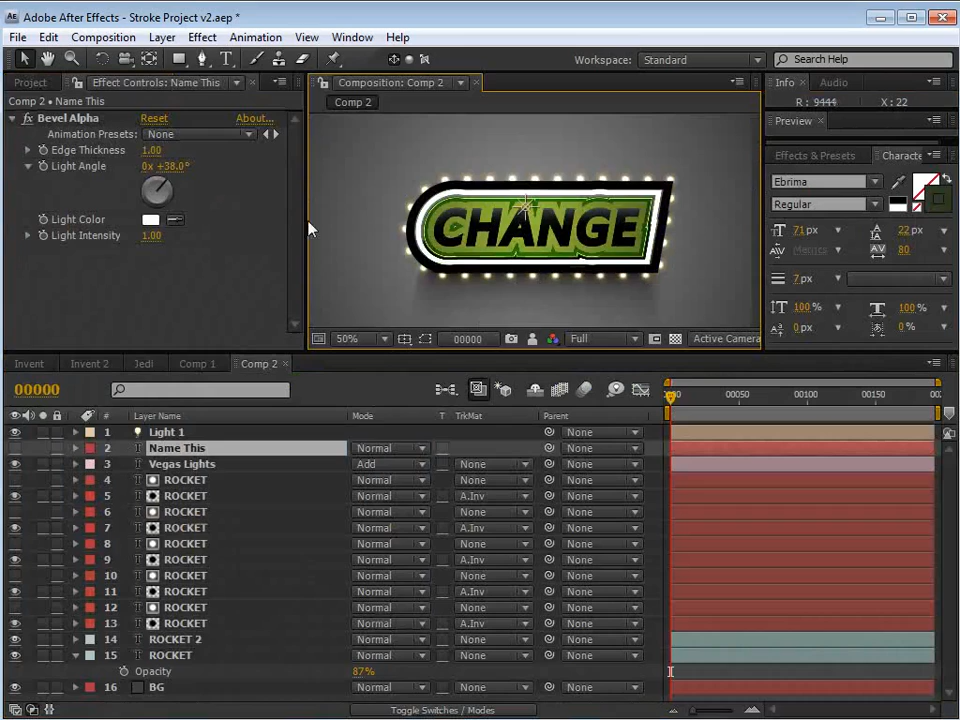 Adobe After Effects - Stroke Project v2.aep *
File Edit Composition Layer Effect Animation View Window Help
Workspace: Standard Search Help
Project Effect Controls: Name This Composition: Comp 2 Info Audio
Comp 2 • Name This Comp 2 R : X : 22
fx Bevel Alpha Reset About...
Animation Presets: None Preview
Edge Thickness 1.00
Light Angle 0x +38.0°
Light Color
Light Intensity 1.00
CHANGE
Effects & Presets Characte
Ebrima
Regular
71 px 22 px
Metrics 80
7 px
100 % 100 %
0 px 0 %
50% 00000 Full Active Camera
Invent Invent 2 Jedi Comp 1 Comp 2
00000
00050 00100 00150
# Layer Name Mode T TrkMat Parent
1 Light 1 None
2 Name This Normal None
3 Vegas Lights Add None None
4 ROCKET Normal None None
5 ROCKET Normal A.Inv None
6 ROCKET Normal None None
7 ROCKET Normal A.Inv None
8 ROCKET Normal None None
9 ROCKET Normal A.Inv None
10 ROCKET Normal None None
11 ROCKET Normal A.Inv None
12 ROCKET Normal None None
13 ROCKET Normal A.Inv None
14 ROCKET 2 Normal None None
15 ROCKET Normal None None
Opacity 87%
16 BG Normal None None
Toggle Switches / Modes